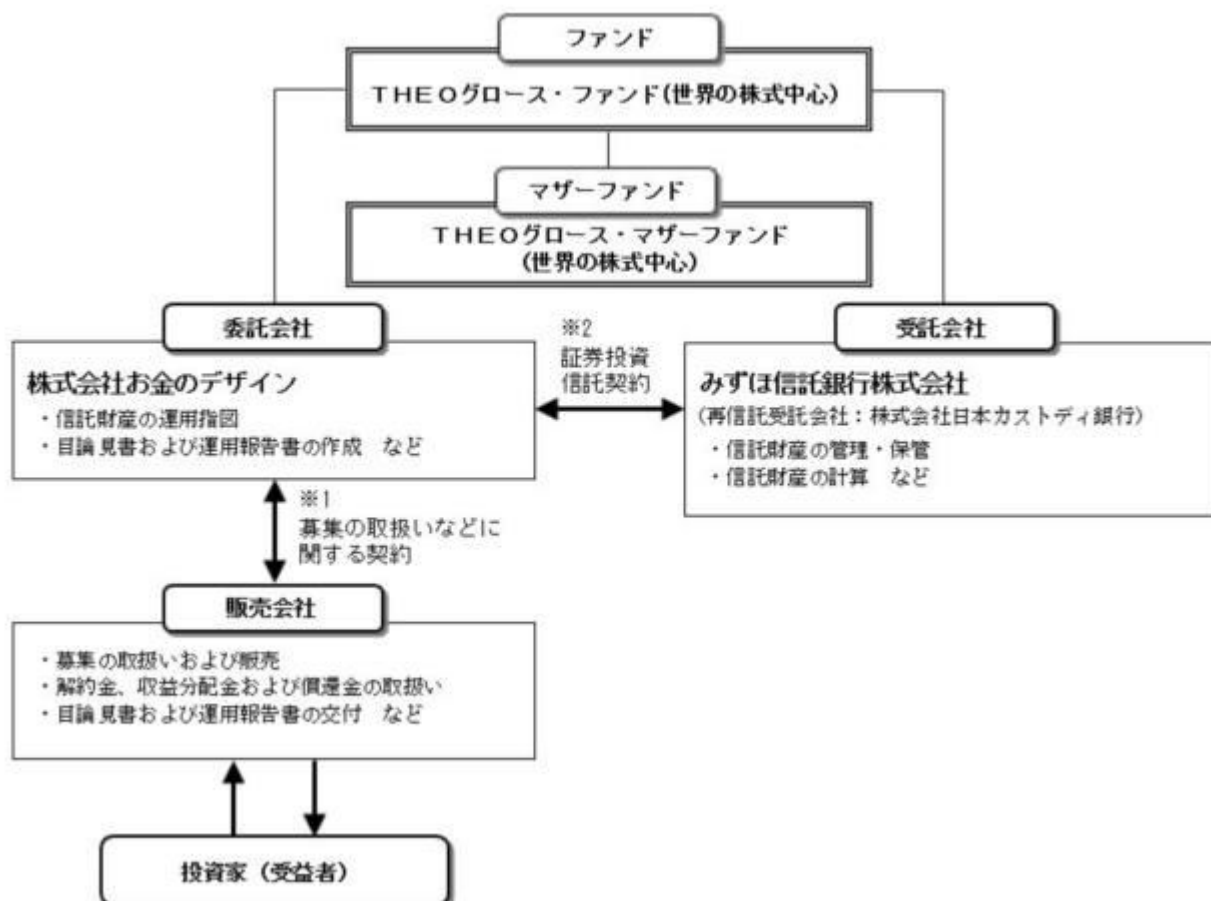 ファンド
THEOグロース・ファンド(世界の株式中心)
マザーファンド
THEOグロース・マザーファンド
(世界の株式中心)
委託会社
株式会社お金のデザイン
・信託財産の運用指図
・目論見書および運用報告書の作成 など
※2
証券投資
信託契約
受託会社
みずほ信託銀行株式会社
(再信託受託会社：株式会社日本カストディ銀行)
・信託財産の管理・保管
・信託財産の計算 など
※1
募集の取扱いなどに
関する契約
販売会社
・募集の取扱いおよび販売
・解約金、収益分配金および償還金の取扱い
・目論見書および運用報告書の交付 など
投資家（受益者）